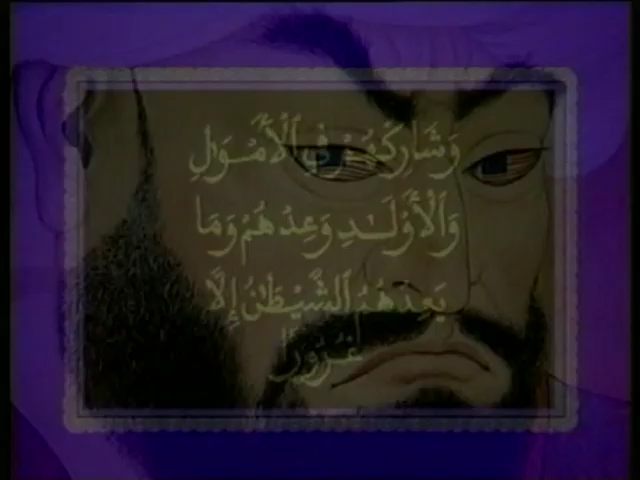 وَشَارِكْهُمْ فِي ٱلْأَمْوَٰلِ
وَٱلْأَوْلَٰدِ وَعِدْهُمْ وَمَا
يَعِدُهُمُ ٱلشَّيْطَٰنُ إِلَّا
غُرُورًا